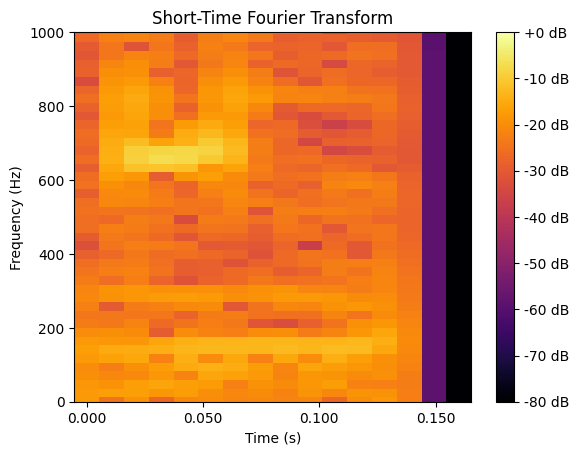 Short-Time Fourier Transform
1000
800
600
400
200
0
Frequency (Hz)
0.000
0.050
0.100
0.150
Time (s)
+0 dB
-10 dB
-20 dB
-30 dB
-40 dB
-50 dB
-60 dB
-70 dB
-80 dB